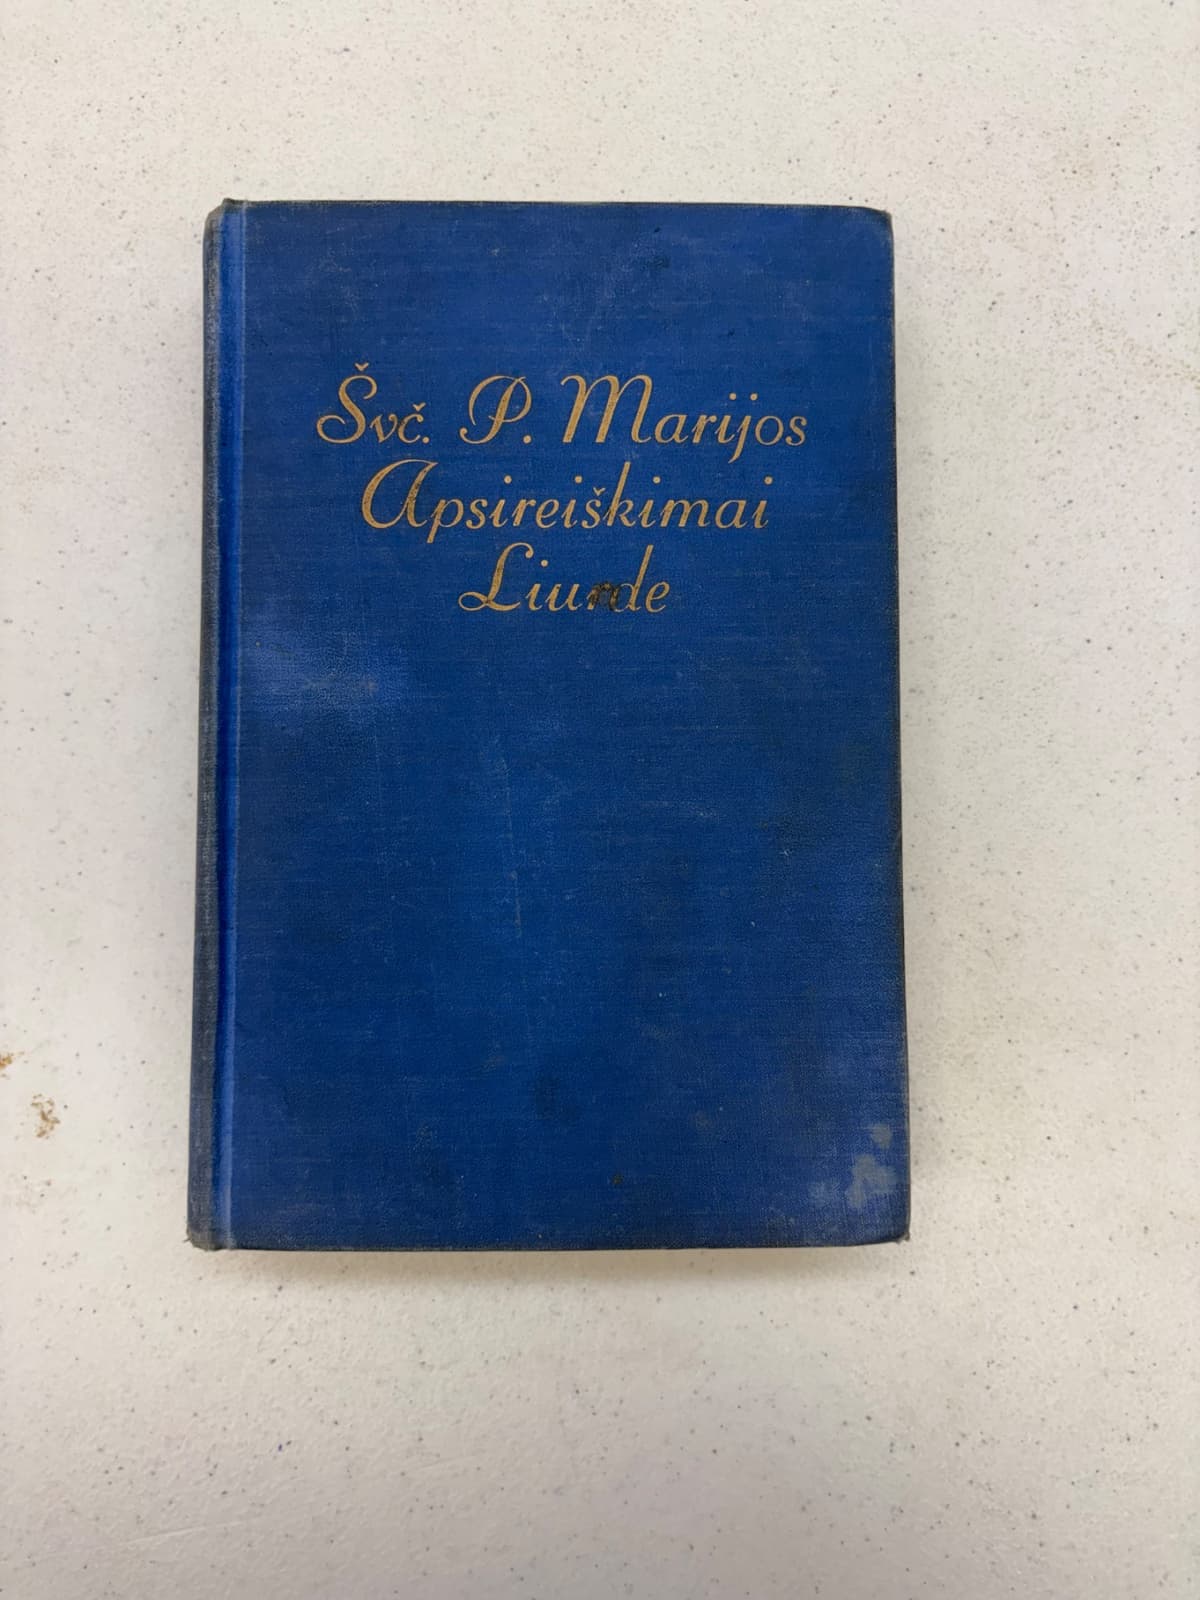 Švč. P. Marijos
Apsireiškimai
Liurde